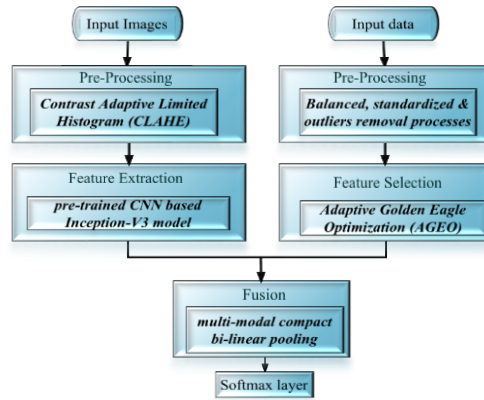 Input Images
Input data
Pre-Processing
Contrast Adaptive Limited
Histogram (CLAHE)
Pre-Processing
Balanced, standardized &
outliers removal processes
Feature Extraction
pre-trained CNN based
Inception-V3 model
Feature Selection
Adaptive Golden Eagle
Optimization (AGEO)
Fusion
multi-modal compact
bi-linear pooling
Softmax layer